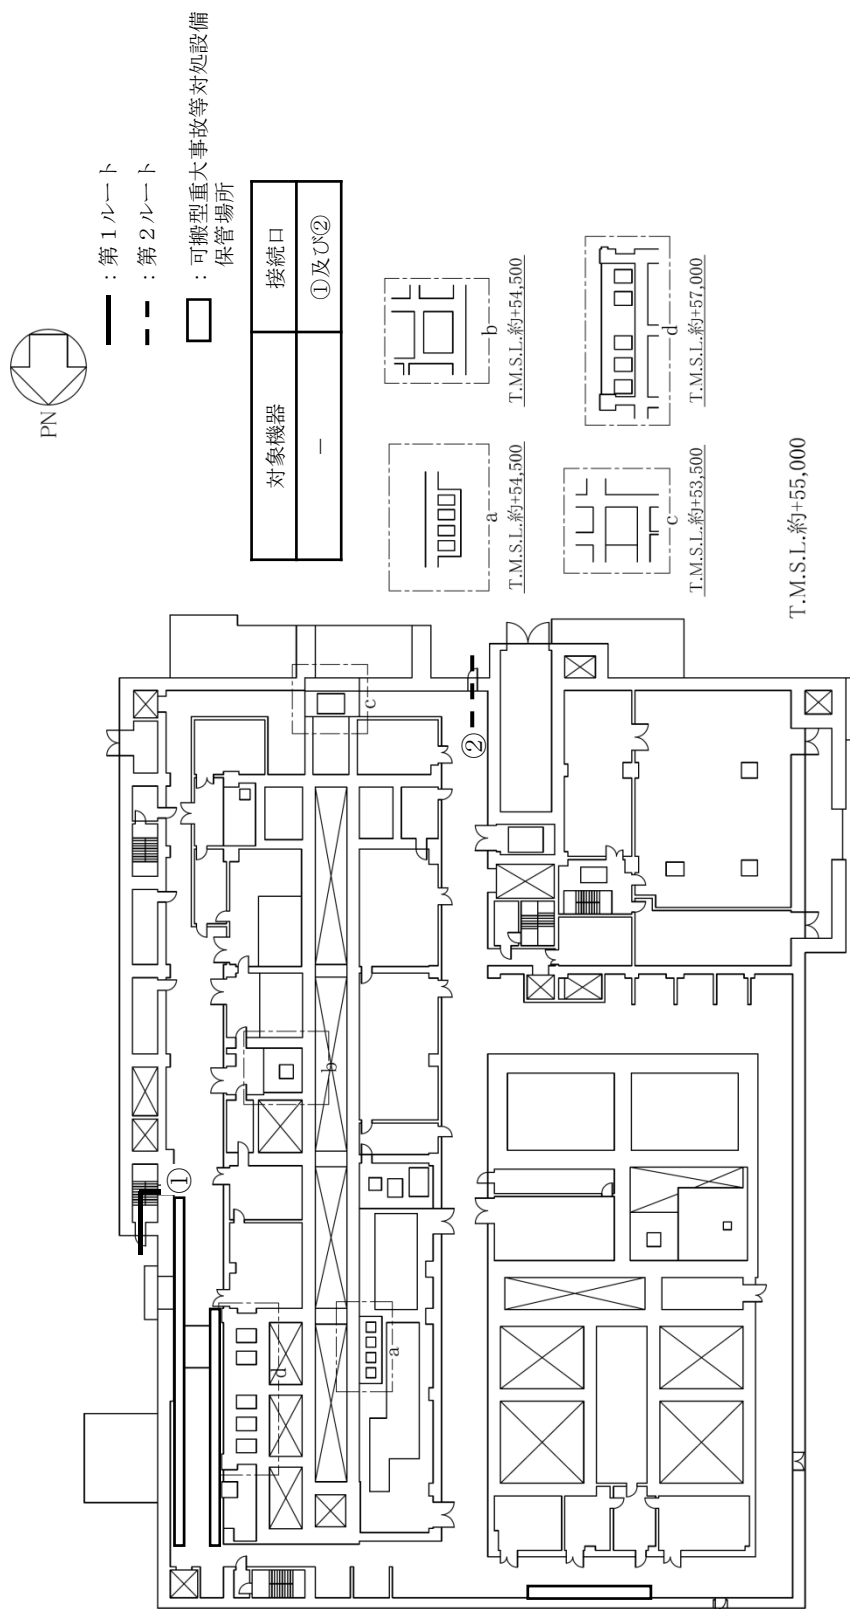 PN
：第１ルート
：第２ルート
：可搬型重大事故等対処設備
保管場所
対象機器
接続口
－
①及び②
a
T.M.S.L.約+54,500
b
T.M.S.L.約+54,500
c
T.M.S.L.約+53,500
d
T.M.S.L.約+57,000
T.M.S.L.約+55,000
①
②
a
b
c
d